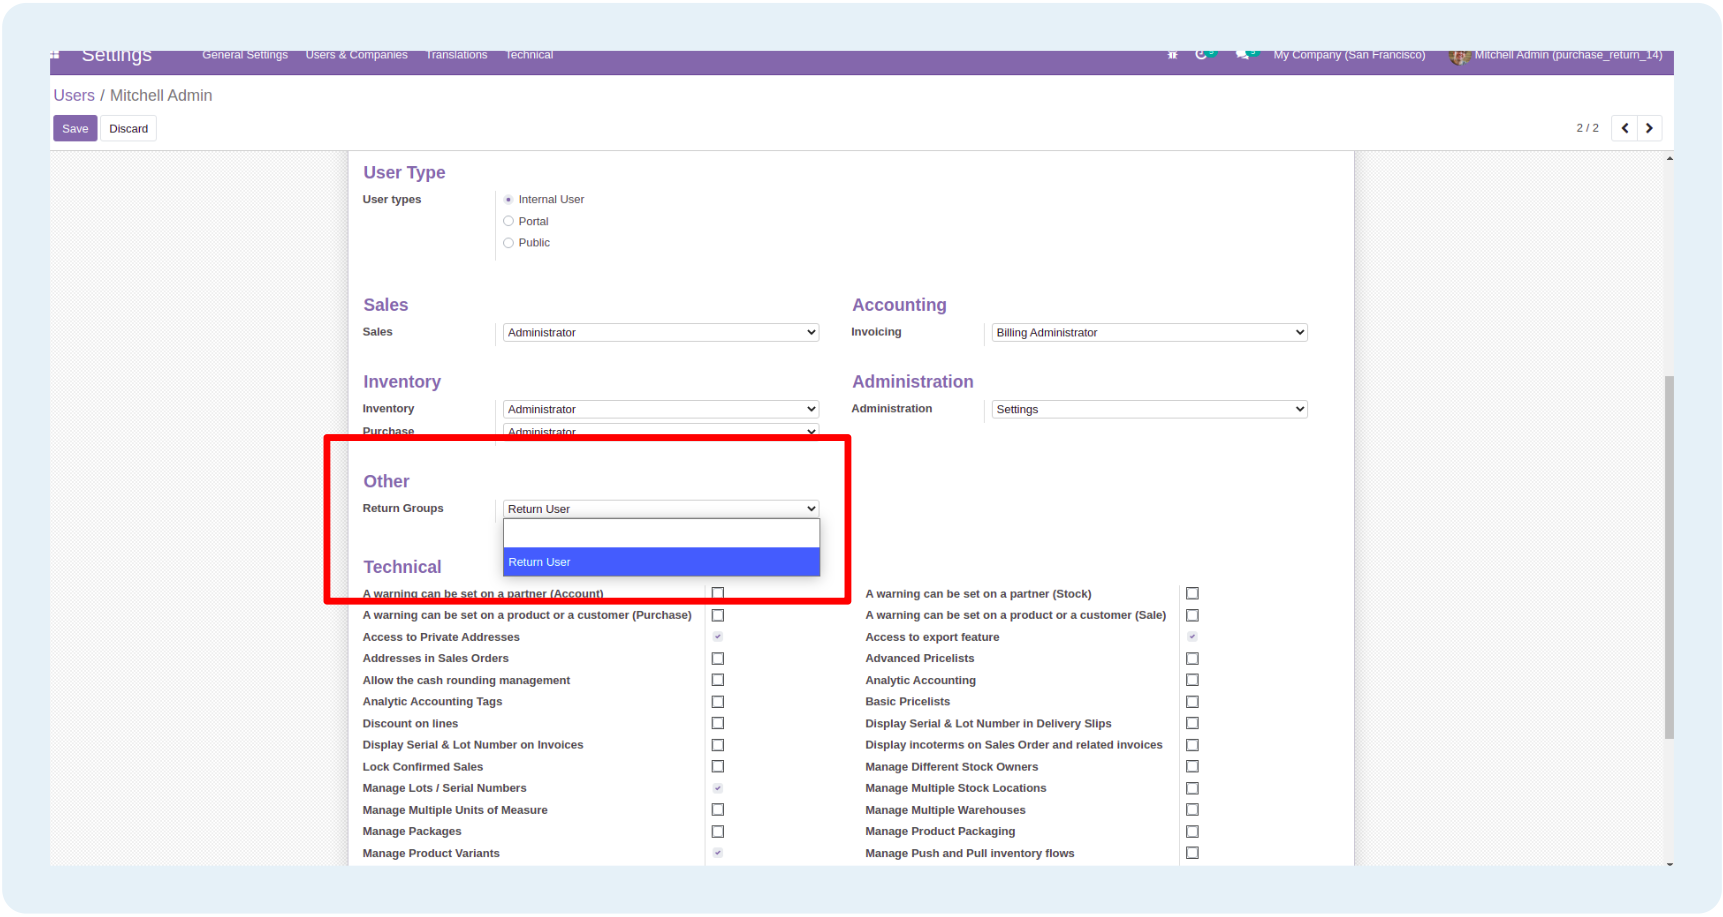 Settings General Settings Users & Companies Translations Technical My Company (San Francisco) Mitchell Admin (purchase_return_14)
Users / Mitchell Admin
Save Discard 2 / 2
User Type
User types Internal User
Portal
Public
Sales Accounting
Sales Administrator Invoicing Billing Administrator
Inventory Administration
Inventory Administrator Administration Settings
Purchase Administrator
Other
Return Groups Return User
Return User
Technical
A warning can be set on a partner (Account) A warning can be set on a partner (Stock)
A warning can be set on a product or a customer (Purchase) A warning can be set on a product or a customer (Sale)
Access to Private Addresses Access to export feature
Addresses in Sales Orders Advanced Pricelists
Allow the cash rounding management Analytic Accounting
Analytic Accounting Tags Basic Pricelists
Discount on lines Display Serial & Lot Number in Delivery Slips
Display Serial & Lot Number on Invoices Display incoterms on Sales Order and related invoices
Lock Confirmed Sales Manage Different Stock Owners
Manage Lots / Serial Numbers Manage Multiple Stock Locations
Manage Multiple Units of Measure Manage Multiple Warehouses
Manage Packages Manage Product Packaging
Manage Product Variants Manage Push and Pull inventory flows